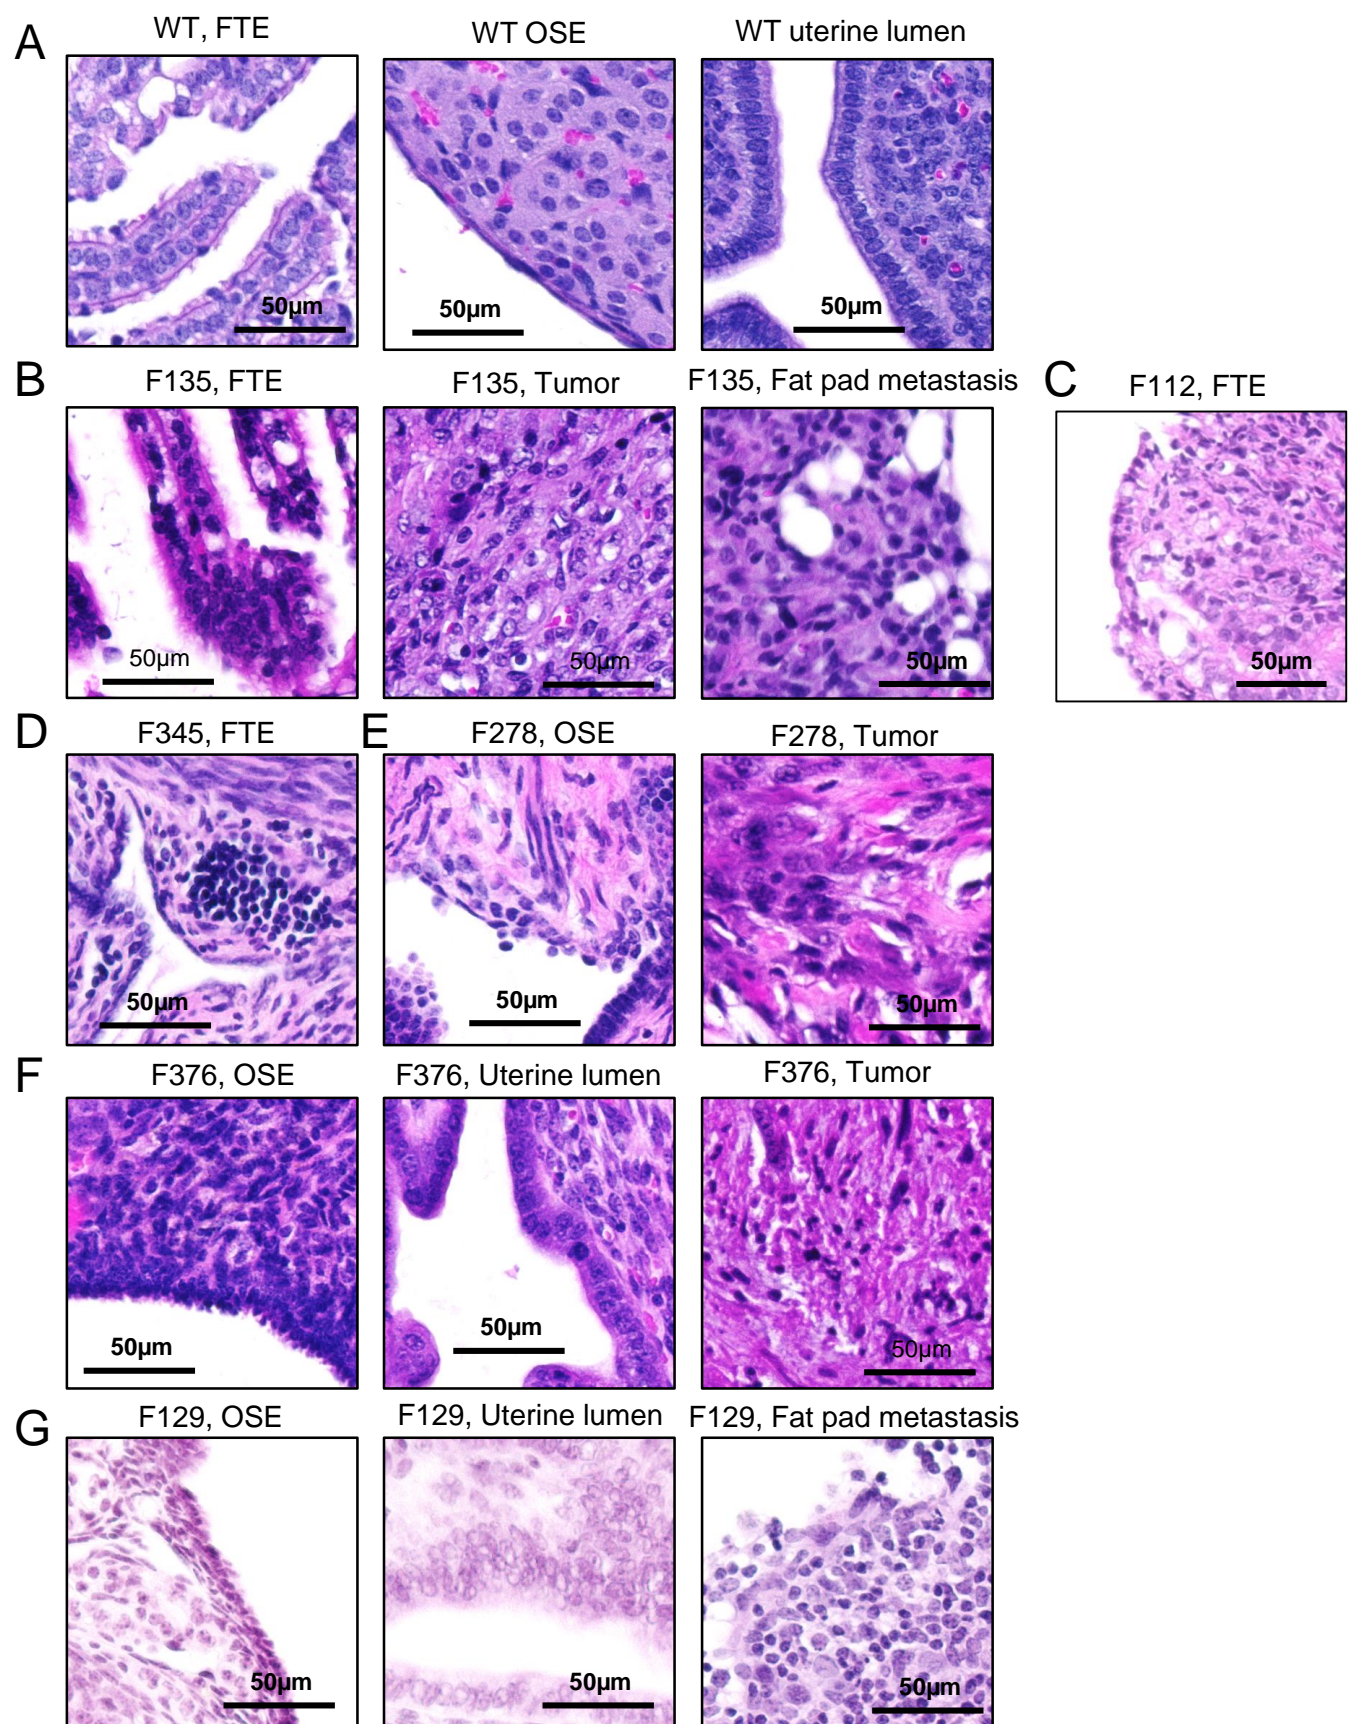 A
WT, FTE
WT OSE
WT uterine lumen
50µm
50µm
50µm
B
F135, FTE
F135, Tumor
F135, Fat pad metastasis
C
F112, FTE
50µm
50µm
50µm
50µm
D
F345, FTE
E
F278, OSE
F278, Tumor
50µm
50µm
50µm
F
F376, OSE
F376, Uterine lumen
F376, Tumor
50µm
50µm
50µm
G
F129, OSE
F129, Uterine lumen
F129, Fat pad metastasis
50µm
50µm
50µm